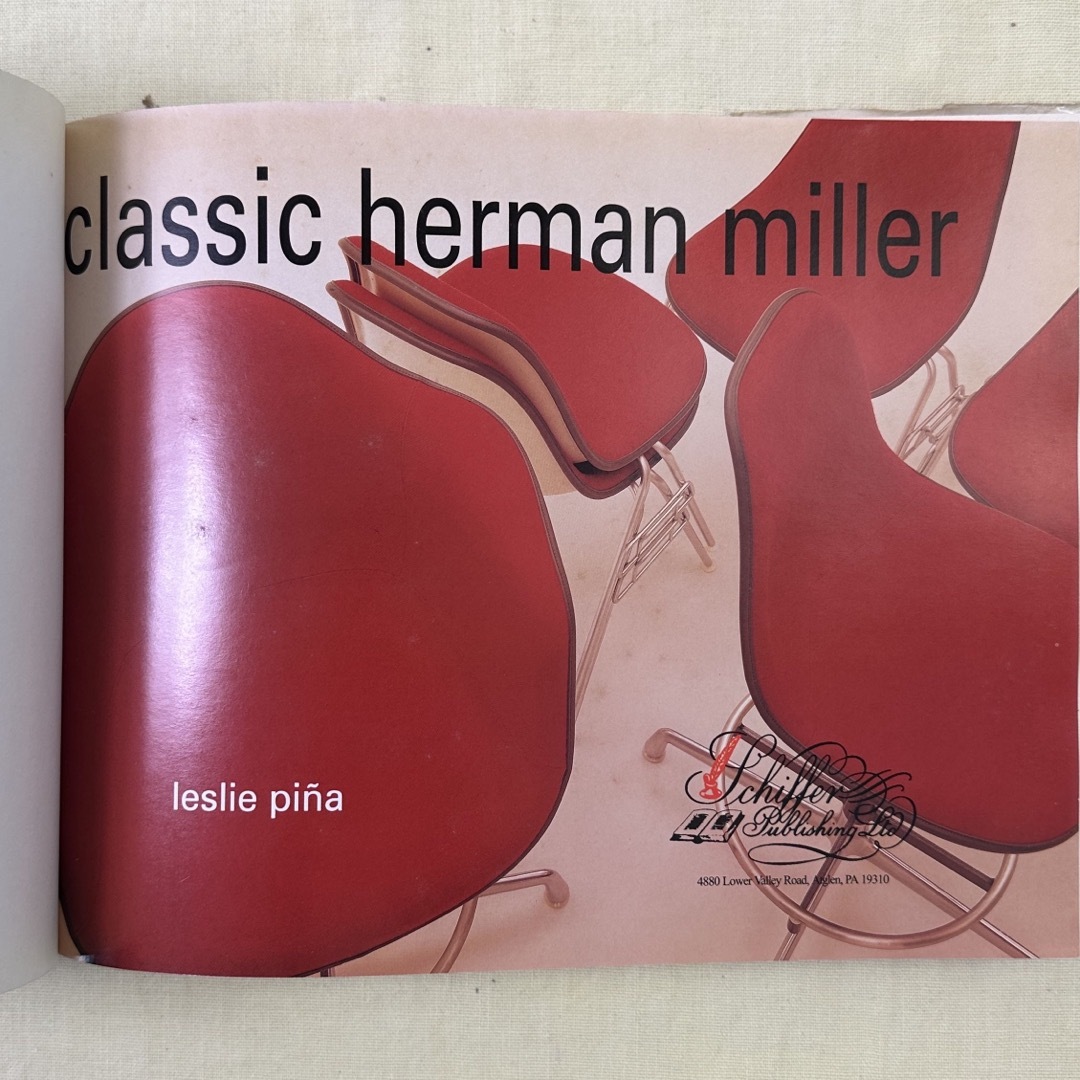 classic herman miller
leslie piña
Schiffer
Publishing Ltd
4880 Lower Valley Road, Atglen, PA 19310